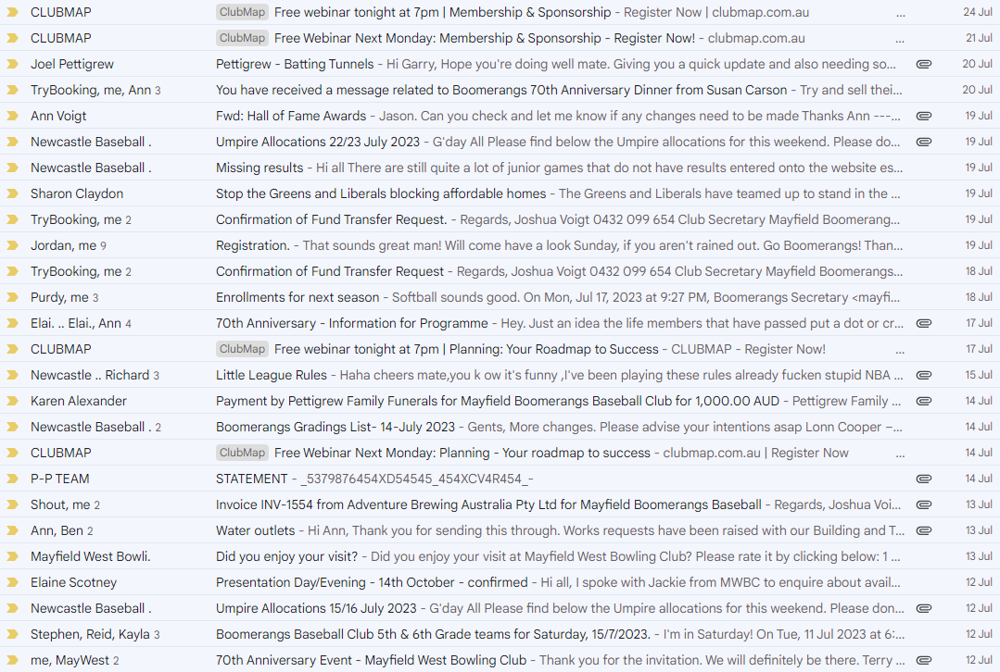 CLUBMAP ClubMap Free webinar tonight at 7pm | Membership & Sponsorship - Register Now | clubmap.com.au ... 24 Jul
CLUBMAP ClubMap Free Webinar Next Monday: Membership & Sponsorship - Register Now! - clubmap.com.au ... 21 Jul
Joel Pettigrew Pettigrew - Batting Tunnels - Hi Garry, Hope you're doing well mate. Giving you a quick update and also needing so... 20 Jul
TryBooking, me, Ann 3 You have received a message related to Boomerangs 70th Anniversary Dinner from Susan Carson - Try and sell thei... 20 Jul
Ann Voigt Fwd: Hall of Fame Awards - Jason. Can you check and let me know if any changes need to be made Thanks Ann ---... 19 Jul
Newcastle Baseball . Umpire Allocations 22/23 July 2023 - G'day All Please find below the Umpire allocations for this weekend. Please do... 19 Jul
Newcastle Baseball . Missing results - Hi all There are still quite a lot of junior games that do not have results entered onto the website es... 19 Jul
Sharon Claydon Stop the Greens and Liberals blocking affordable homes - The Greens and Liberals have teamed up to stand in the ... 19 Jul
TryBooking, me 2 Confirmation of Fund Transfer Request. - Regards, Joshua Voigt 0432 099 654 Club Secretary Mayfield Boomerang... 19 Jul
Jordan, me 9 Registration. - That sounds great man! Will come have a look Sunday, if you aren't rained out. Go Boomerangs! Than... 19 Jul
TryBooking, me 2 Confirmation of Fund Transfer Request - Regards, Joshua Voigt 0432 099 654 Club Secretary Mayfield Boomerangs... 18 Jul
Purdy, me 3 Enrollments for next season - Softball sounds good. On Mon, Jul 17, 2023 at 9:27 PM, Boomerangs Secretary <mayfi... 18 Jul
Elai. .. Elai., Ann 4 70th Anniversary - Information for Programme - Hey. Just an idea the life members that have passed put a dot or cr... 17 Jul
CLUBMAP ClubMap Free webinar tonight at 7pm | Planning: Your Roadmap to Success - CLUBMAP - Register Now! ... 17 Jul
Newcastle .. Richard 3 Little League Rules - Haha cheers mate,you k ow it's funny ,I've been playing these rules already fucken stupid NBA ... 15 Jul
Karen Alexander Payment by Pettigrew Family Funerals for Mayfield Boomerangs Baseball Club for 1,000.00 AUD - Pettigrew Family ... 14 Jul
Newcastle Baseball . 2 Boomerangs Gradings List- 14-July 2023 - Gents, More changes. Please advise your intentions asap Lonn Cooper –... 14 Jul
CLUBMAP ClubMap Free Webinar Next Monday: Planning - Your roadmap to success - clubmap.com.au | Register Now ... 14 Jul
P-P TEAM STATEMENT - _5379876454XD54545_454XCV4R454_- 14 Jul
Shout, me 2 Invoice INV-1554 from Adventure Brewing Australia Pty Ltd for Mayfield Boomerangs Baseball - Regards, Joshua Voi... 13 Jul
Ann, Ben 2 Water outlets - Hi Ann, Thank you for sending this through. Works requests have been raised with our Building and T... 13 Jul
Mayfield West Bowli. Did you enjoy your visit? - Did you enjoy your visit at Mayfield West Bowling Club? Please rate it by clicking below: 1 ... 13 Jul
Elaine Scotney Presentation Day/Evening - 14th October - confirmed - Hi all, I spoke with Jackie from MWBC to enquire about avail... 12 Jul
Newcastle Baseball . Umpire Allocations 15/16 July 2023 - G'day All Please find below the Umpire allocations for this weekend. Please don... 12 Jul
Stephen, Reid, Kayla 3 Boomerangs Baseball Club 5th & 6th Grade teams for Saturday, 15/7/2023. - I'm in Saturday! On Tue, 11 Jul 2023 at 6:... 12 Jul
me, MayWest 2 70th Anniversary Event - Mayfield West Bowling Club - Thank you for the invitation. We will definitely be there. Terry ... 12 Jul